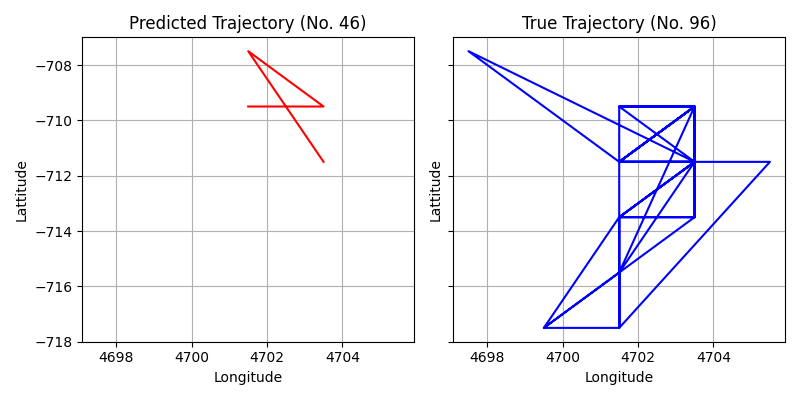 Predicted Trajectory (No. 46)
True Trajectory (No. 96)
−708
−710
−712
−714
−716
−718
Lattitude
Lattitude
4698
4700
4702
4704
4698
4700
4702
4704
Longitude
Longitude